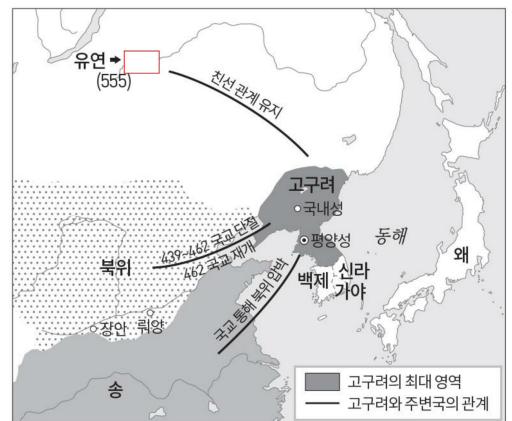 유연➡
(555)
친선 관계 유지
고구려
국내성
평양성
동해
왜
439~462 국교 단절
462 국교 재개
북위
백제
신라
가야
장안
뤄양
국교 통해 북위 압박
송
고구려의 최대 영역
고구려와 주변국의 관계